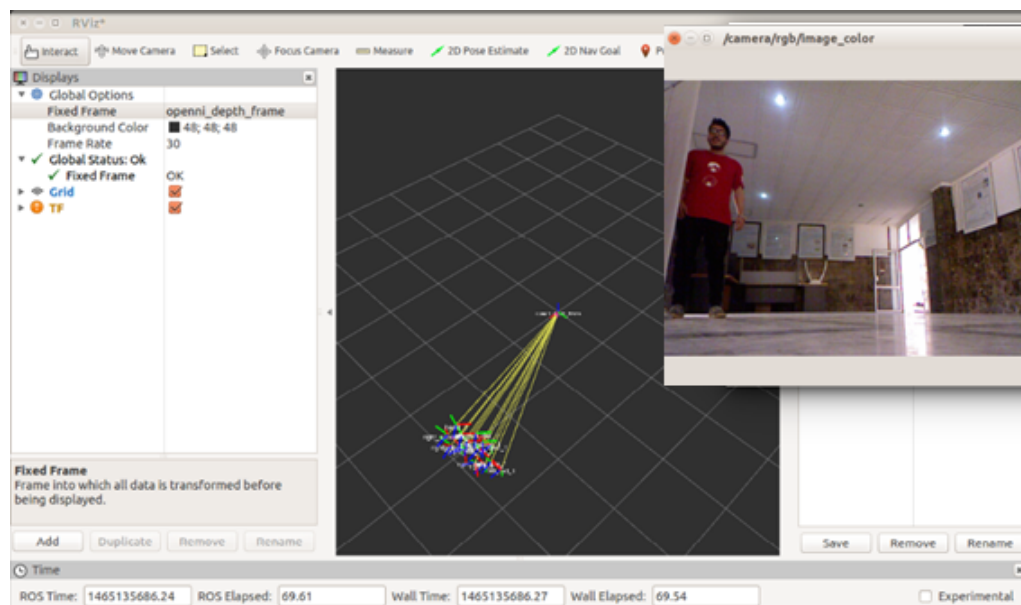 RViz*
Interact Move Camera Select Focus Camera Measure 2D Pose Estimate 2D Nav Goal
/camera/rgb/image_color
Displays
Global Options
Fixed Frame openni_depth_frame
Background Color 48; 48; 48
Frame Rate 30
Global Status: Ok
Fixed Frame OK
Grid
TF
Fixed Frame
Frame into which all data is transformed before
being displayed.
Add Duplicate Remove Rename
Save Remove Rename
Time
ROS Time: 1465135686.24 ROS Elapsed: 69.61 Wall Time: 1465135686.27 Wall Elapsed: 69.54 Experimental